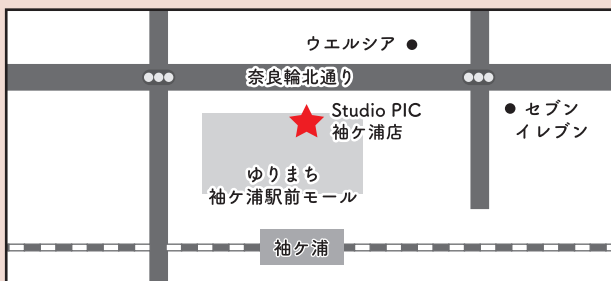 ウエルシア
奈良輪北通り
Studio PIC
袖ケ浦店
セブン
イレブン
ゆりまち
袖ケ浦駅前モール
袖ケ浦